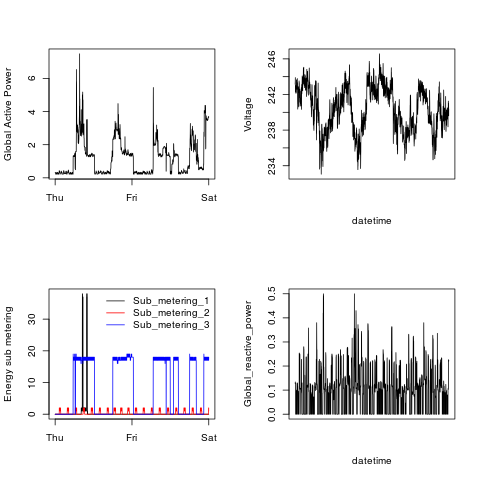 Global Active Power
0 2 4 6
Thu Fri Sat
Voltage
234 238 242 246
datetime
Energy sub metering
0 10 20 30
Sub_metering_1
Sub_metering_2
Sub_metering_3
Thu Fri Sat
Global_reactive_power
0.0 0.1 0.2 0.3 0.4 0.5
datetime